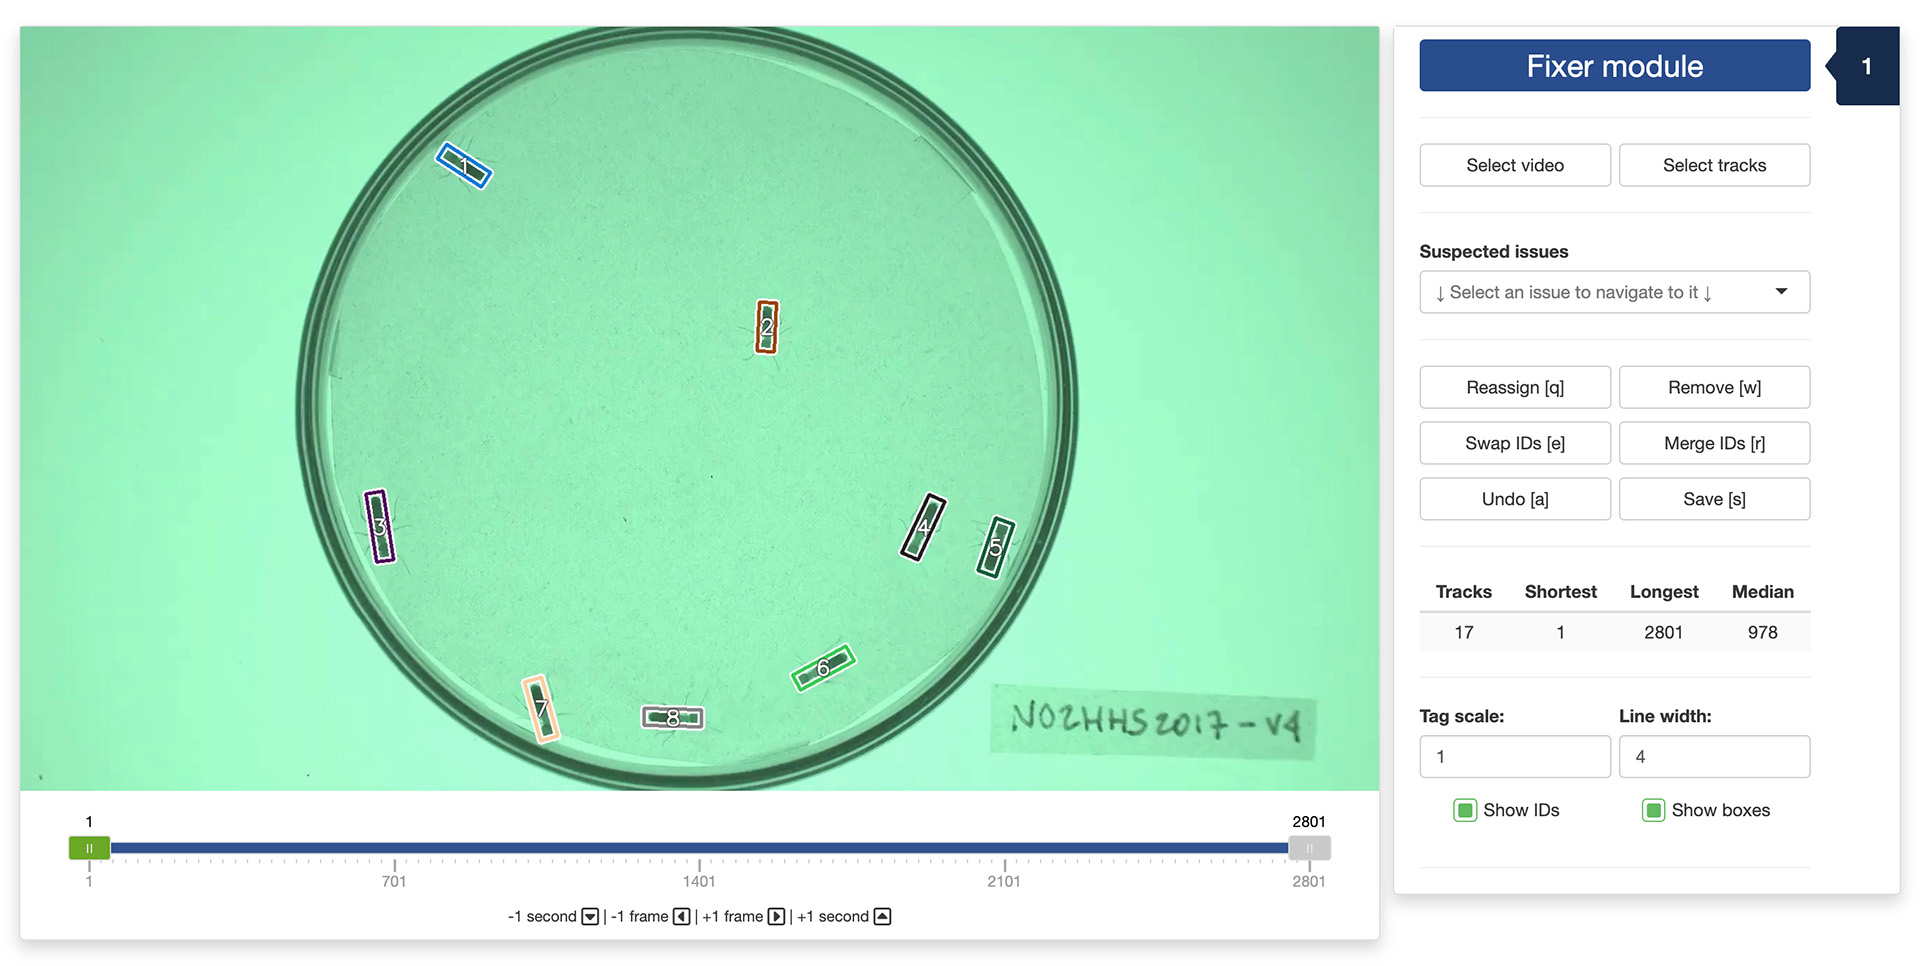 1
2
3
4
5
6
7
8
NO2HHS2017-V4
1 2801
1 701 1401 2101 2801
-1 second | -1 frame | +1 frame | +1 second
Fixer module
1
Select video Select tracks
Suspected issues
↓ Select an issue to navigate to it ↓
Reassign [q] Remove [w]
Swap IDs [e] Merge IDs [r]
Undo [a] Save [s]
Tracks Shortest Longest Median
17 1 2801 978
Tag scale: Line width:
1 4
Show IDs Show boxes